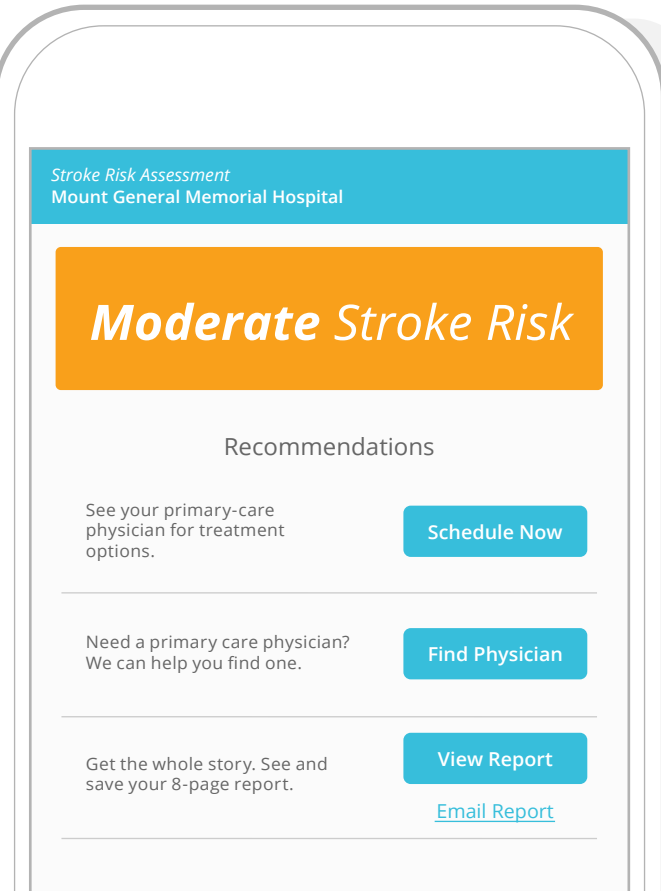 Stroke Risk Assessment
Mount General Memorial Hospital
Moderate Stroke Risk
Recommendations
See your primary-care
physician for treatment
options.
Schedule Now
Need a primary care physician?
We can help you find one.
Find Physician
Get the whole story. See and
save your 8-page report.
View Report
Email Report